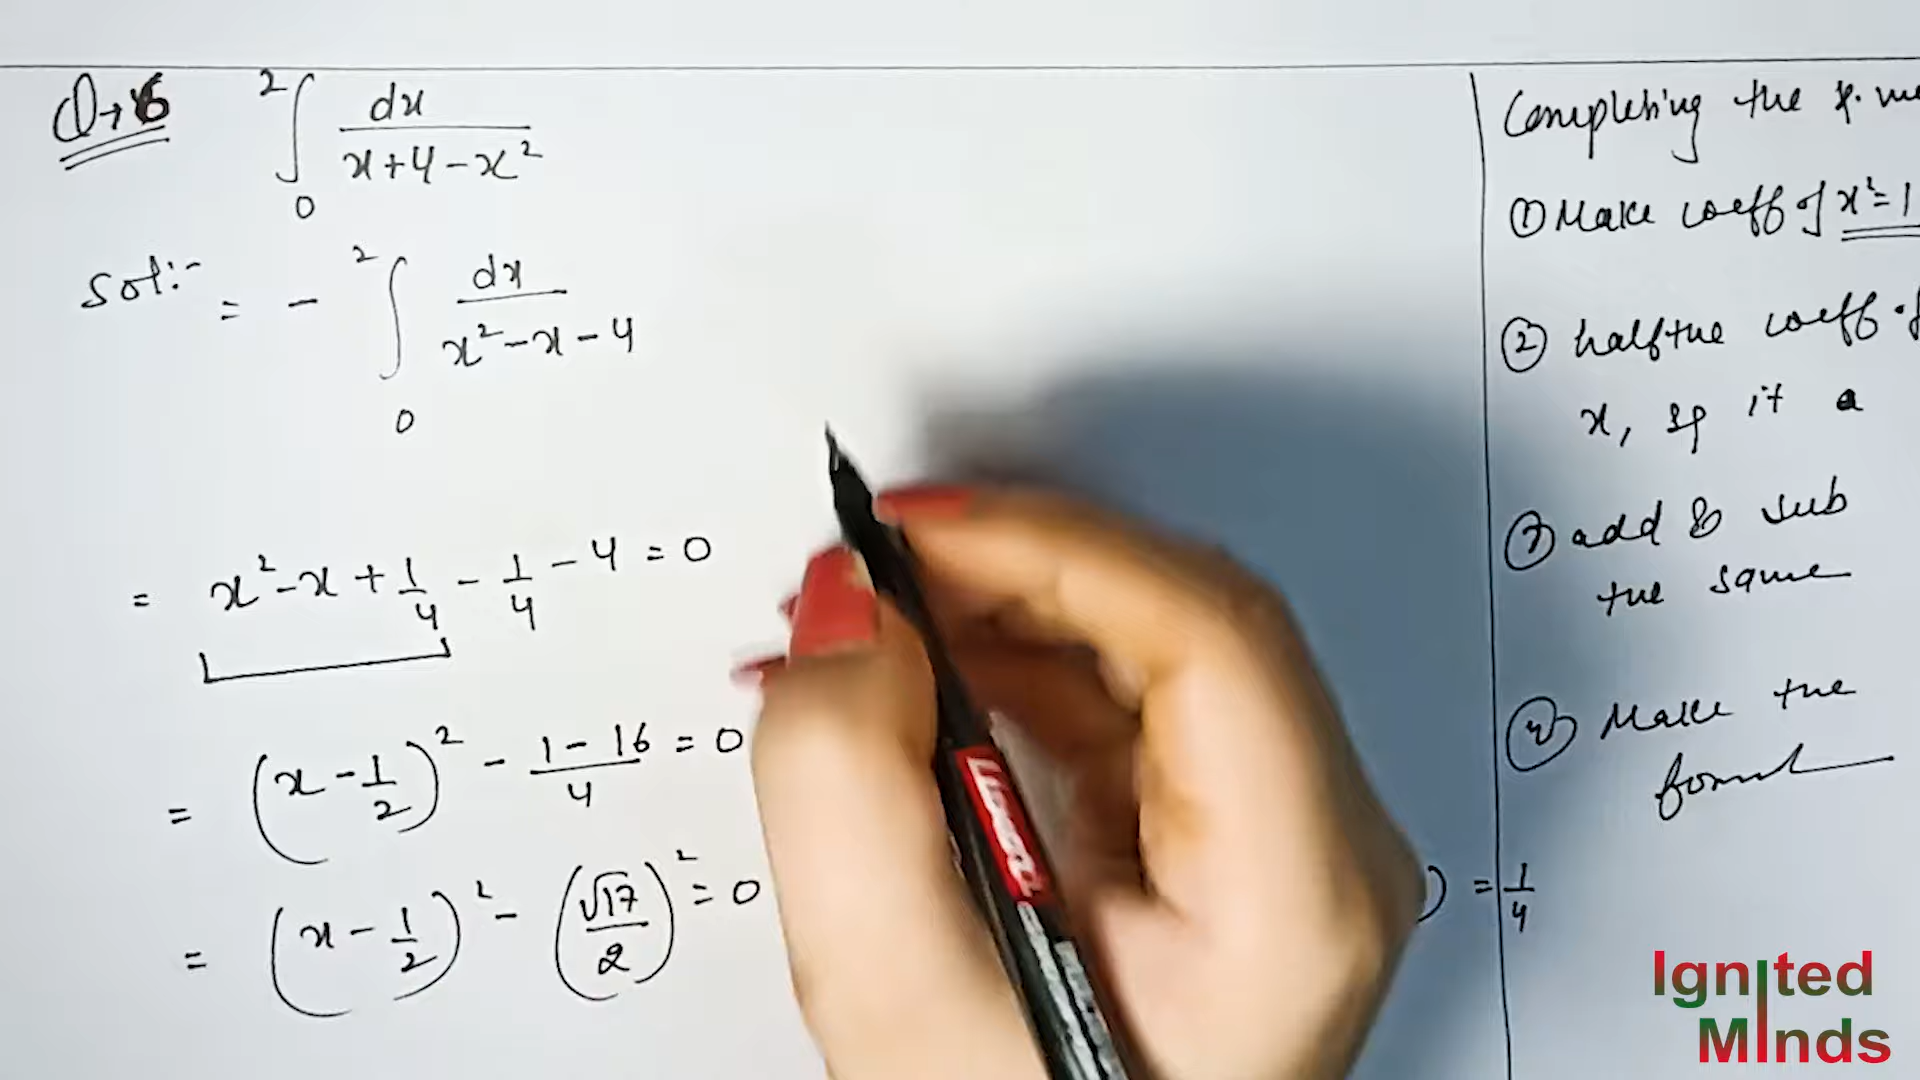 Q→6 2∫0 dx/(x+4-x²)
Sol:- = - 2∫0 dx/(x²-x-4)
= x²-x+1/4-1/4-4=0
= (x-1/2)²-(1-16)/4=0
= (x-1/2)²-(√17/2)²=0
Completing the
① Make coeff of x²=1
② half the coeff of
x, sq it
③ add & sub
the same
④ Make the
) = 1/4
Ignited
Minds